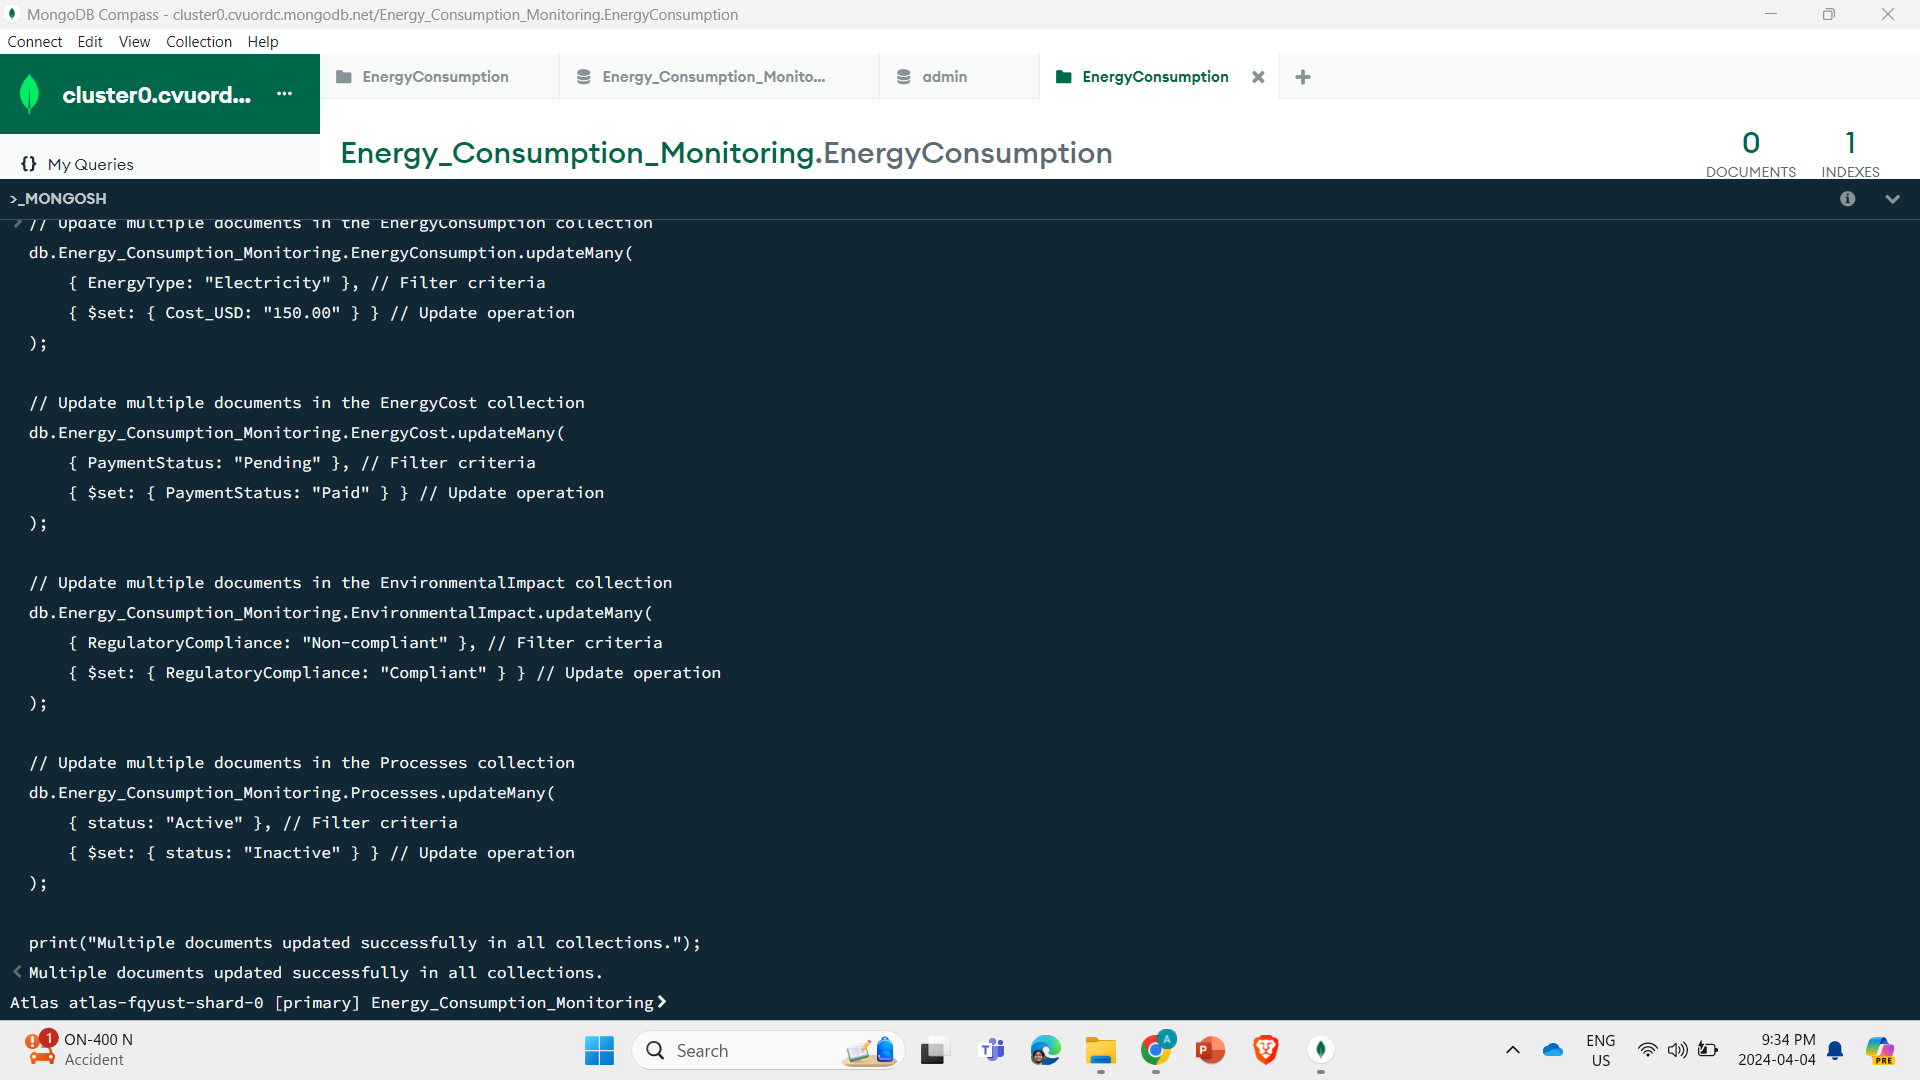 MongoDB Compass - cluster0.cvuordc.mongodb.net/Energy_Consumption_Monitoring.EnergyConsumption
Connect Edit View Collection Help
cluster0.cvuord... ...
EnergyConsumption
Energy_Consumption_Monito...
admin
EnergyConsumption
{} My Queries
Energy_Consumption_Monitoring.EnergyConsumption
0
DOCUMENTS
1
INDEXES
>_MONGOSH
> // Update multiple documents in the EnergyConsumption collection
db.Energy_Consumption_Monitoring.EnergyConsumption.updateMany(
{ EnergyType: "Electricity" }, // Filter criteria
{ $set: { Cost_USD: "150.00" } } // Update operation
);
// Update multiple documents in the EnergyCost collection
db.Energy_Consumption_Monitoring.EnergyCost.updateMany(
{ PaymentStatus: "Pending" }, // Filter criteria
{ $set: { PaymentStatus: "Paid" } } // Update operation
);
// Update multiple documents in the EnvironmentalImpact collection
db.Energy_Consumption_Monitoring.EnvironmentalImpact.updateMany(
{ RegulatoryCompliance: "Non-compliant" }, // Filter criteria
{ $set: { RegulatoryCompliance: "Compliant" } } // Update operation
);
// Update multiple documents in the Processes collection
db.Energy_Consumption_Monitoring.Processes.updateMany(
{ status: "Active" }, // Filter criteria
{ $set: { status: "Inactive" } } // Update operation
);
print("Multiple documents updated successfully in all collections.");
< Multiple documents updated successfully in all collections.
Atlas atlas-fqyust-shard-0 [primary] Energy_Consumption_Monitoring>
1
ON-400 N
Accident
Search
A
ENG
US
9:34 PM
2024-04-04
PRE